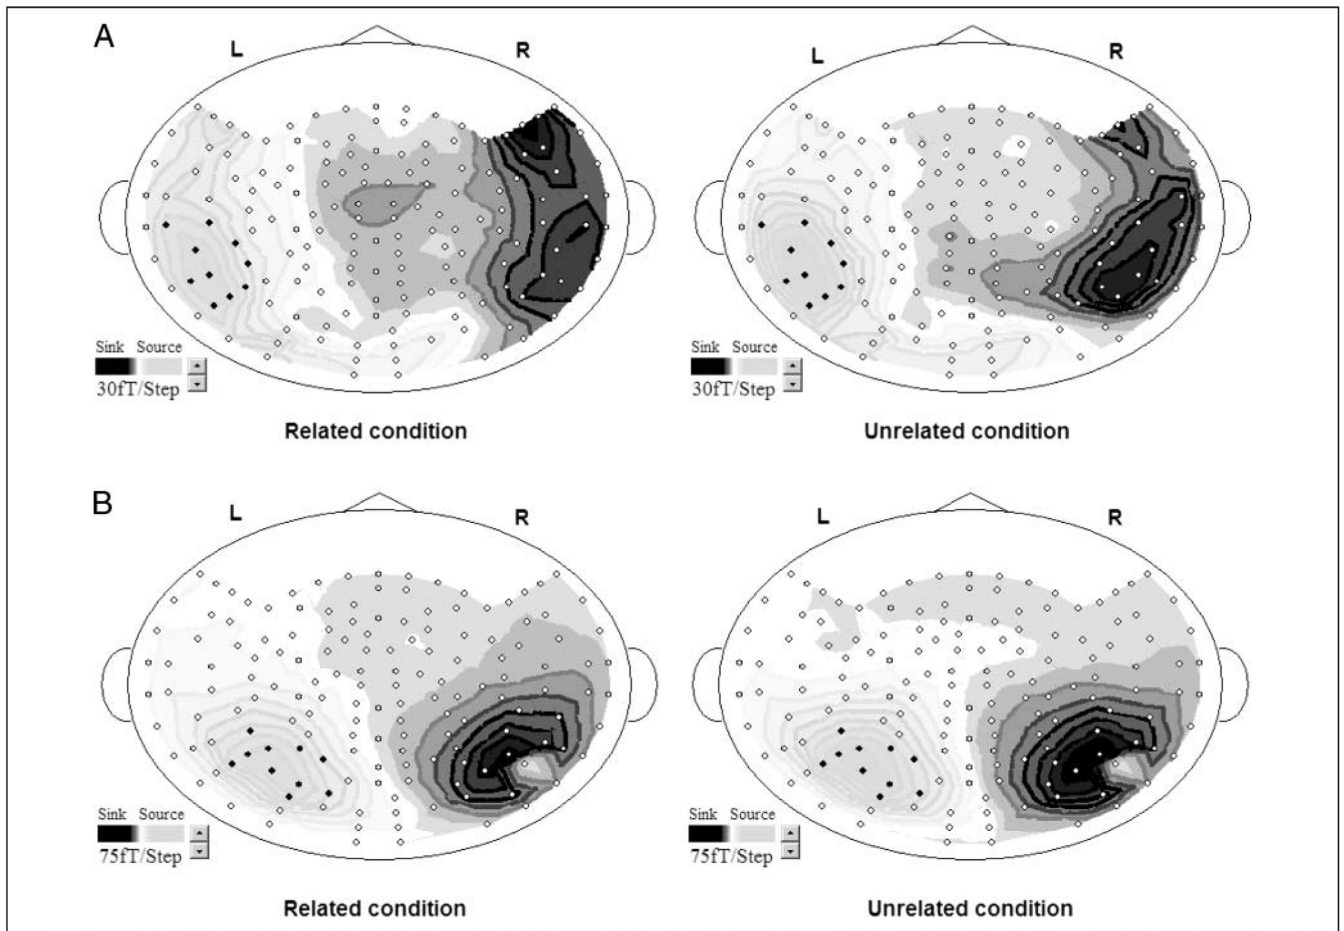 A
L R L R
Sink Source Sink Source
30fT/Step 30fT/Step
Related condition Unrelated condition
B
L R L R
Sink Source Sink Source
75fT/Step 75fT/Step
Related condition Unrelated condition